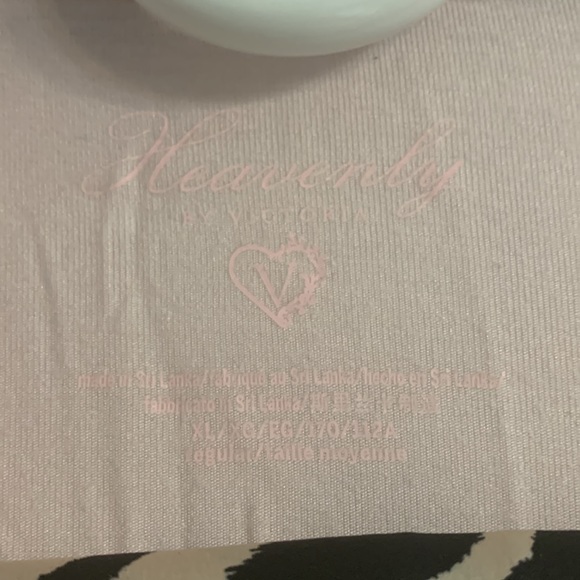 Heavenly
BY VICTORIA
V
made in Sri Lanka/fabriqué au Sri Lanka/hecho en Sri Lanka/
fabbricato Sri Lanka/
XL/XG/EG/170/112A
regular/taille moyenne